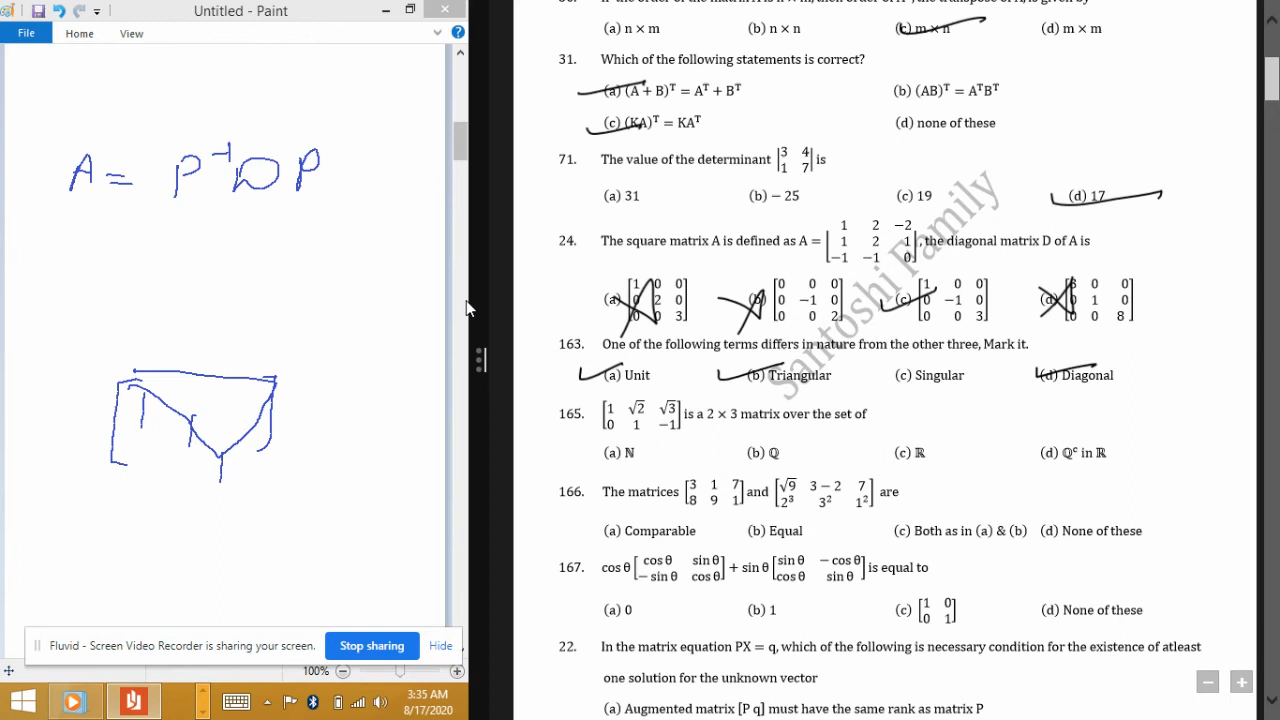 Untitled - Paint
File Home View
A = P⁻¹ D P
Fluvid - Screen Video Recorder is sharing your screen. Stop sharing Hide
100%
3:35 AM
8/17/2020
(a) n × m (b) n × n (c) m × n (d) m × m
31. Which of the following statements is correct?
(a) (A + B)ᵀ = Aᵀ + Bᵀ (b) (AB)ᵀ = AᵀBᵀ
(c) (KA)ᵀ = KAᵀ (d) none of these
71. The value of the determinant |3 4; 1 7| is
(a) 31 (b) − 25 (c) 19 (d) 17
24. The square matrix A is defined as A = [1 2 −2; 1 2 1; −1 −1 0], the diagonal matrix D of A is
(a) [1 0 0; 0 2 0; 0 0 3] (b) [0 0 0; 0 −1 0; 0 0 2] (c) [1 0 0; 0 −1 0; 0 0 3] (d) [3 0 0; 0 1 0; 0 0 8]
163. One of the following terms differs in nature from the other three, Mark it.
(a) Unit (b) Triangular (c) Singular (d) Diagonal
165. [1 √2 √3; 0 1 −1] is a 2 × 3 matrix over the set of
(a) ℕ (b) ℚ (c) ℝ (d) ℚᶜ in ℝ
166. The matrices [3 1 7; 8 9 1] and [√9 3 − 2 7; 2³ 3² 1²] are
(a) Comparable (b) Equal (c) Both as in (a) & (b) (d) None of these
167. cos θ [cos θ sin θ; − sin θ cos θ] + sin θ [sin θ − cos θ; cos θ sin θ] is equal to
(a) 0 (b) 1 (c) [1 0; 0 1] (d) None of these
22. In the matrix equation PX = q, which of the following is necessary condition for the existence of atleast
one solution for the unknown vector
(a) Augmented matrix [P q] must have the same rank as matrix P
Santoshi Family